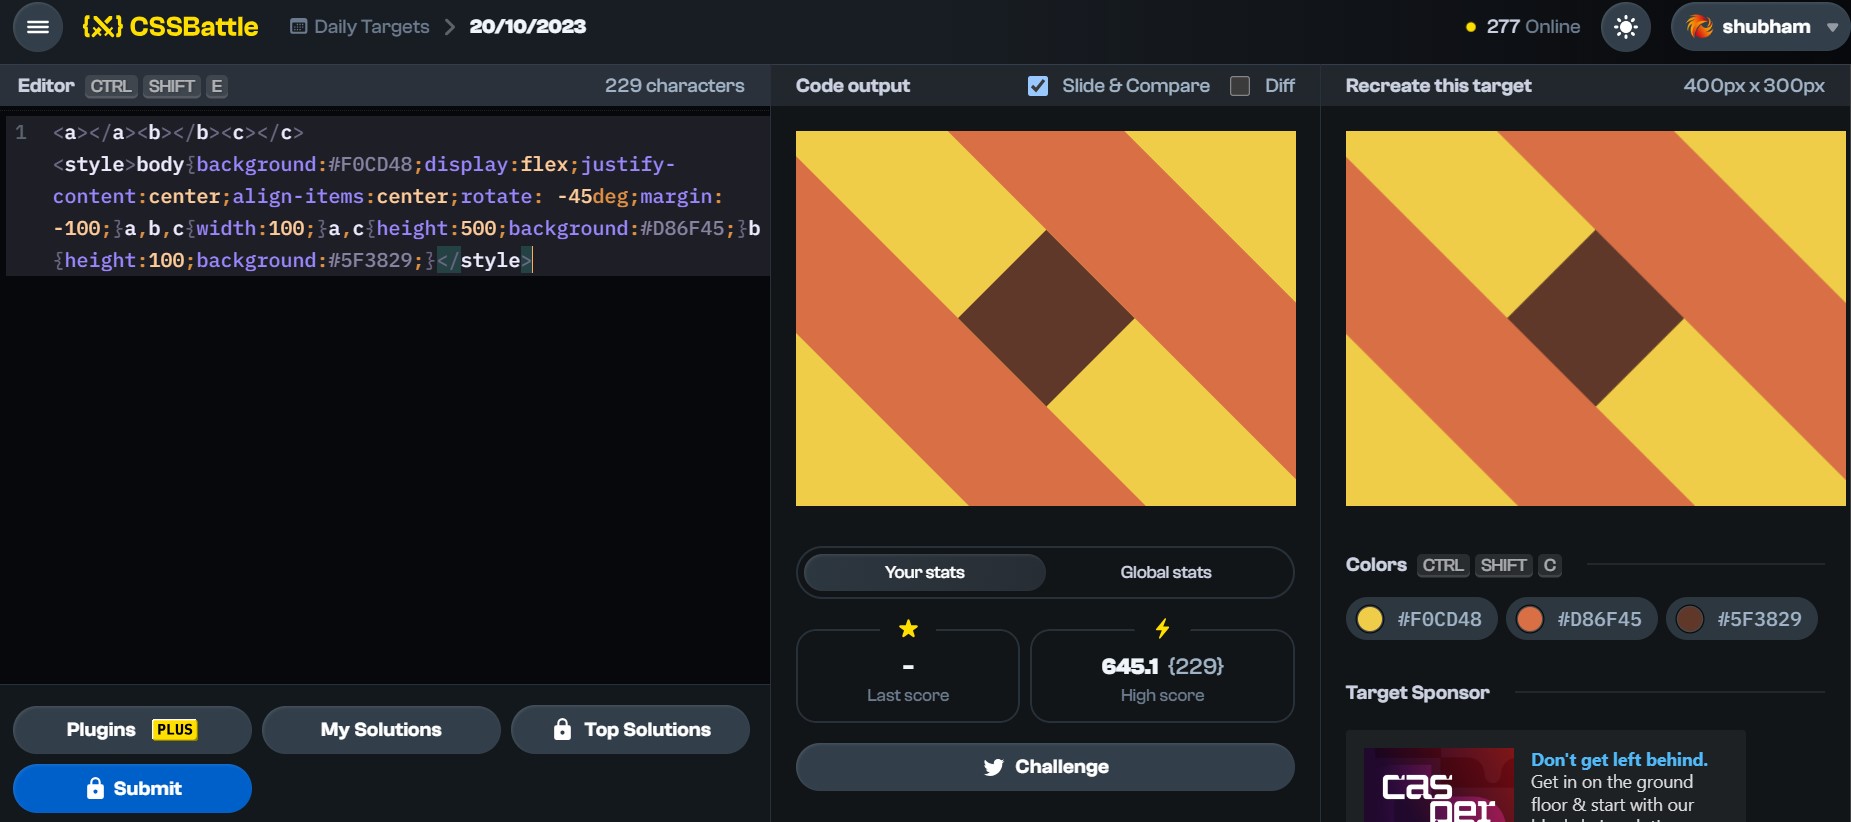 {X} CSSBattle
Daily Targets > 20/10/2023
277 Online
shubham
Editor CTRL SHIFT E
229 characters
1 <a></a><b></b><c></c>
<style>body{background:#F0CD48;display:flex;justify-
content:center;align-items:center;rotate: -45deg;margin:
-100;}a,b,c{width:100;}a,c{height:500;background:#D86F45;}b
{height:100;background:#5F3829;}</style>
Plugins PLUS
My Solutions
Top Solutions
Submit
Code output
Slide & Compare
Diff
Your stats
Global stats
-
Last score
645.1 {229}
High score
Challenge
Recreate this target
400px x 300px
Colors CTRL SHIFT C
#F0CD48
#D86F45
#5F3829
Target Sponsor
cas
per
Don't get left behind.
Get in on the ground
floor & start with our